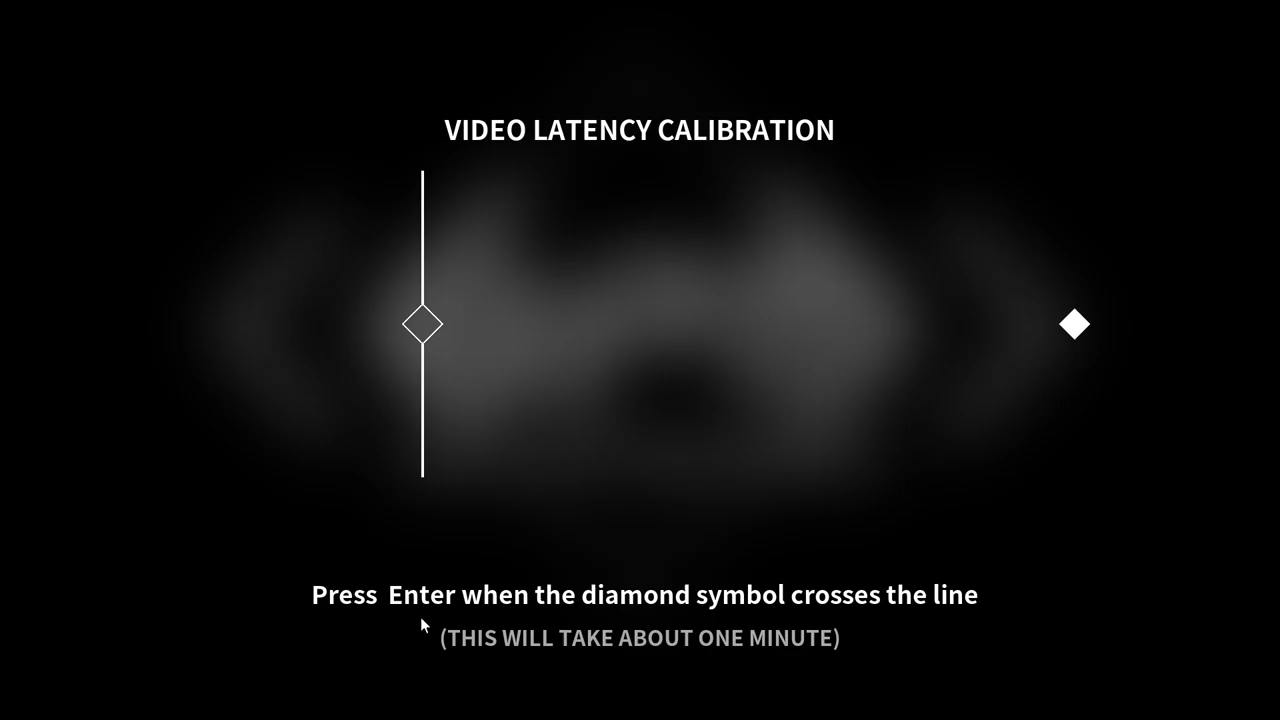 VIDEO LATENCY CALIBRATION
Press  Enter when the diamond symbol crosses the line
(THIS WILL TAKE ABOUT ONE MINUTE)